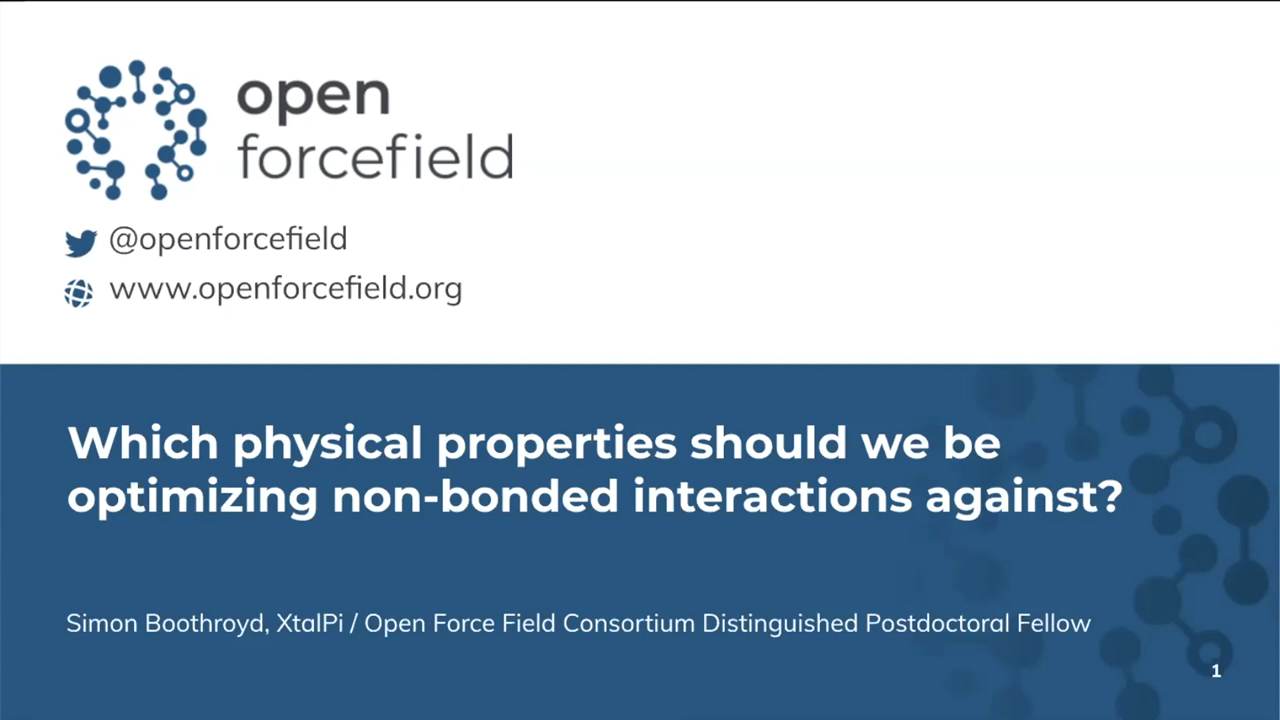 open
forcefield
@openforcefield
www.openforcefield.org
Which physical properties should we be
optimizing non-bonded interactions against?
Simon Boothroyd, XtalPi / Open Force Field Consortium Distinguished Postdoctoral Fellow
1